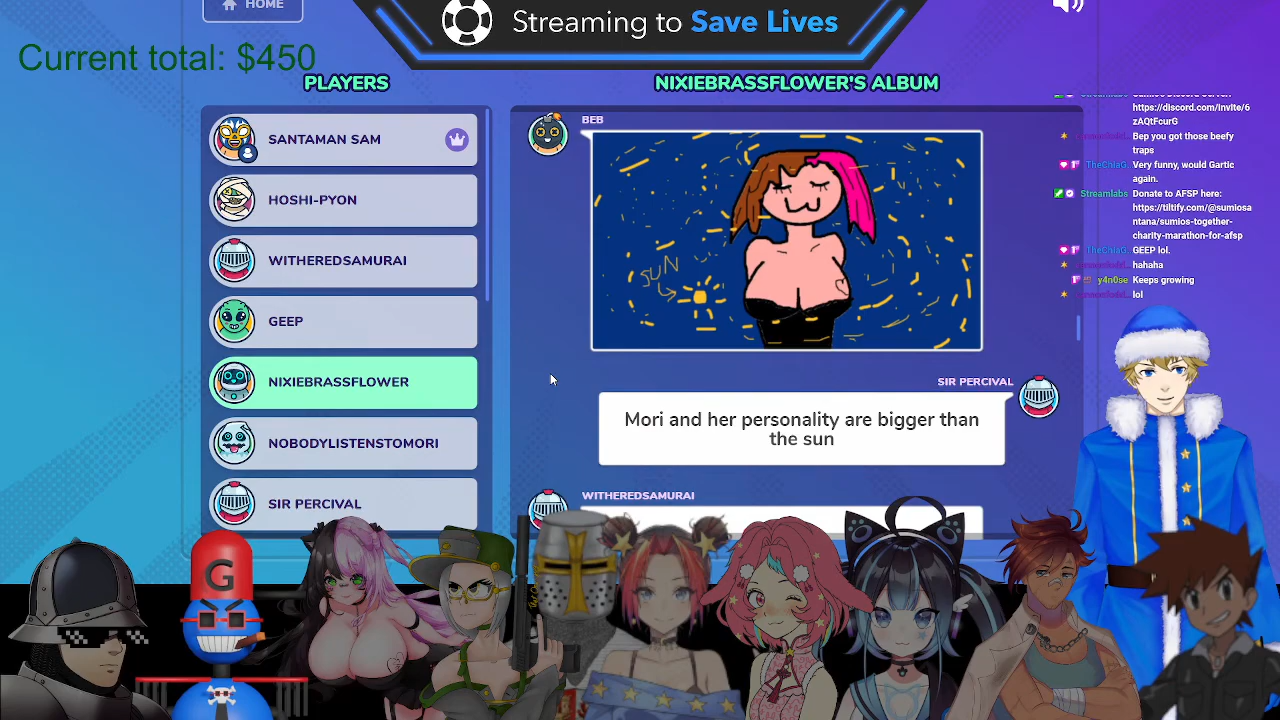 HOME
Streaming to Save Lives
Current total: $450
PLAYERS
SANTAMAN SAM
HOSHI-PYON
WITHEREDSAMURAI
GEEP
NIXIEBRASSFLOWER
NOBODYLISTENSTOMORI
SIR PERCIVAL
NIXIEBRASSFLOWER'S ALBUM
BEB
SUN
SIR PERCIVAL
Mori and her personality are bigger than
the sun
WITHEREDSAMURAI
https://discord.com/invite/6
zAQtFcurG
Bep you got those beefy
traps
TheChiaG.. Very funny, would Gartic
again.
Streamlabs Donate to AFSP here:
https://tiltify.com/@sumiosa
ntana/sumios-together-
charity-marathon-for-afsp
TheChiaG.. GEEP lol.
hahaha
y4n0se Keeps growing
lol
G